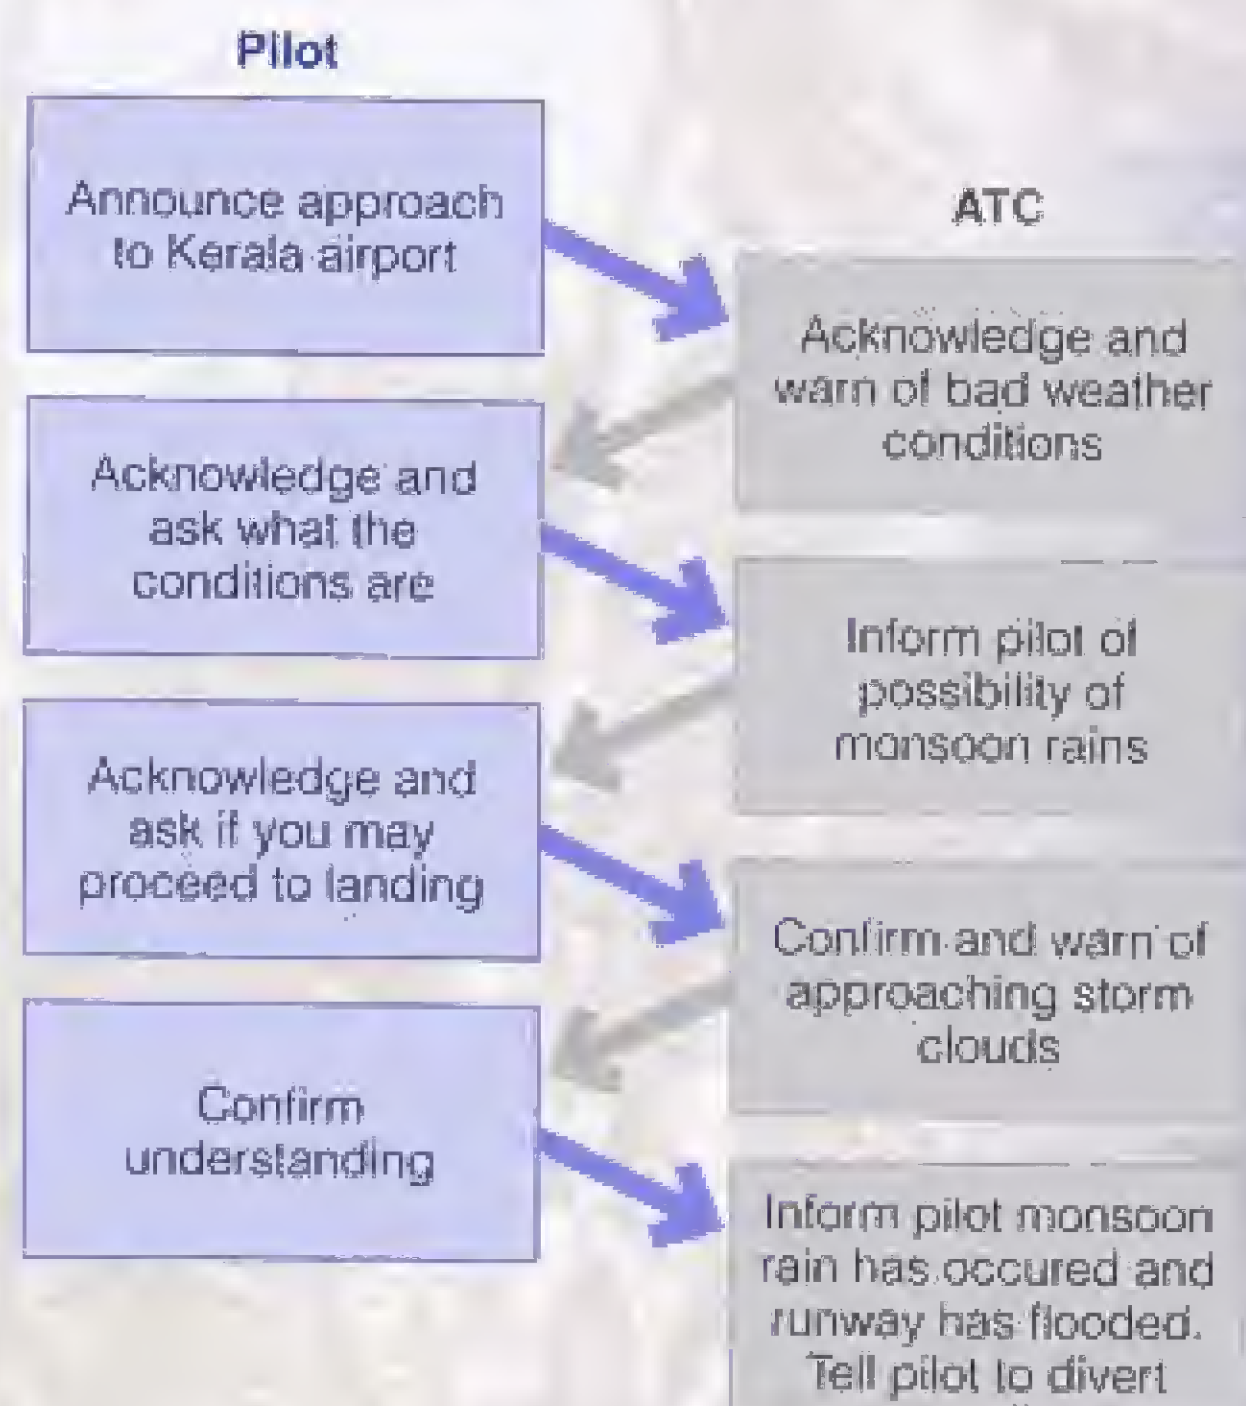 Pilot
Announce approach
to Kerala airport
ATC
Acknowledge and
warn of bad weather
conditions
Acknowledge and
ask what the
conditions are
Inform pilot of
possibility of
monsoon rains
Acknowledge and
ask if you may
proceed to landing
Confirm and warn of
approaching storm
clouds
Confirm
understanding
Inform pilot monsoon
rain has occured and
runway has flooded.
Tell pilot to divert